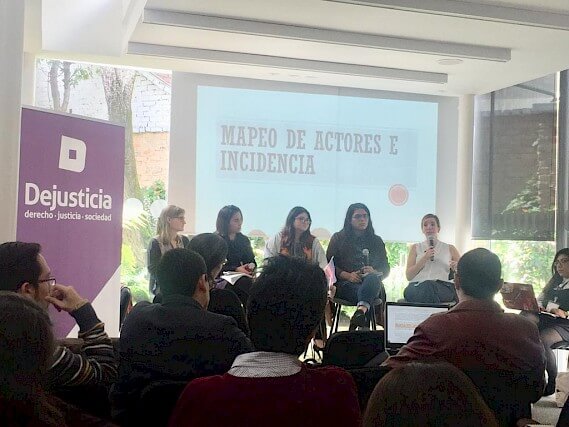 MAPEO DE ACTORES E
INCIDENCIA
D
Dejusticia
derecho · justicia · sociedad